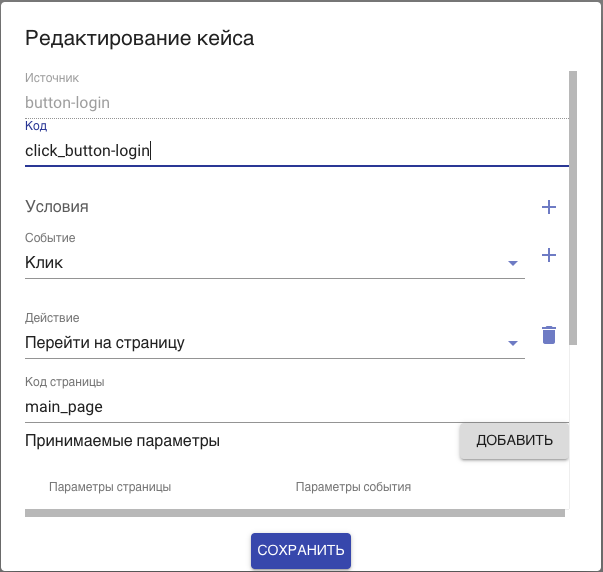 Редактирование кейса
Источник
button-login
Код
click_button-login
Условия
Событие
Клик
Действие
Перейти на страницу
Код страницы
main_page
Принимаемые параметры ДОБАВИТЬ
Параметры страницы Параметры события
СОХРАНИТЬ